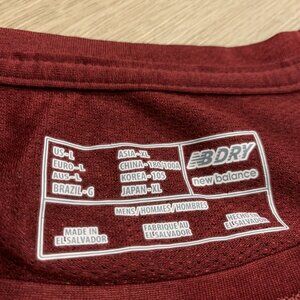 US-L
EURO-L
AUS-L
BRAZIL-G
ASIA-XL
CHINA-180/100A
KOREA-105
JAPAN-XL
NB DRY
new balance
MENS/HOMMES/HOMBRES
MADE IN
EL SALVADOR
FABRIQUÉ AU
SALVADOR
HECHO EN
EL SALVADOR